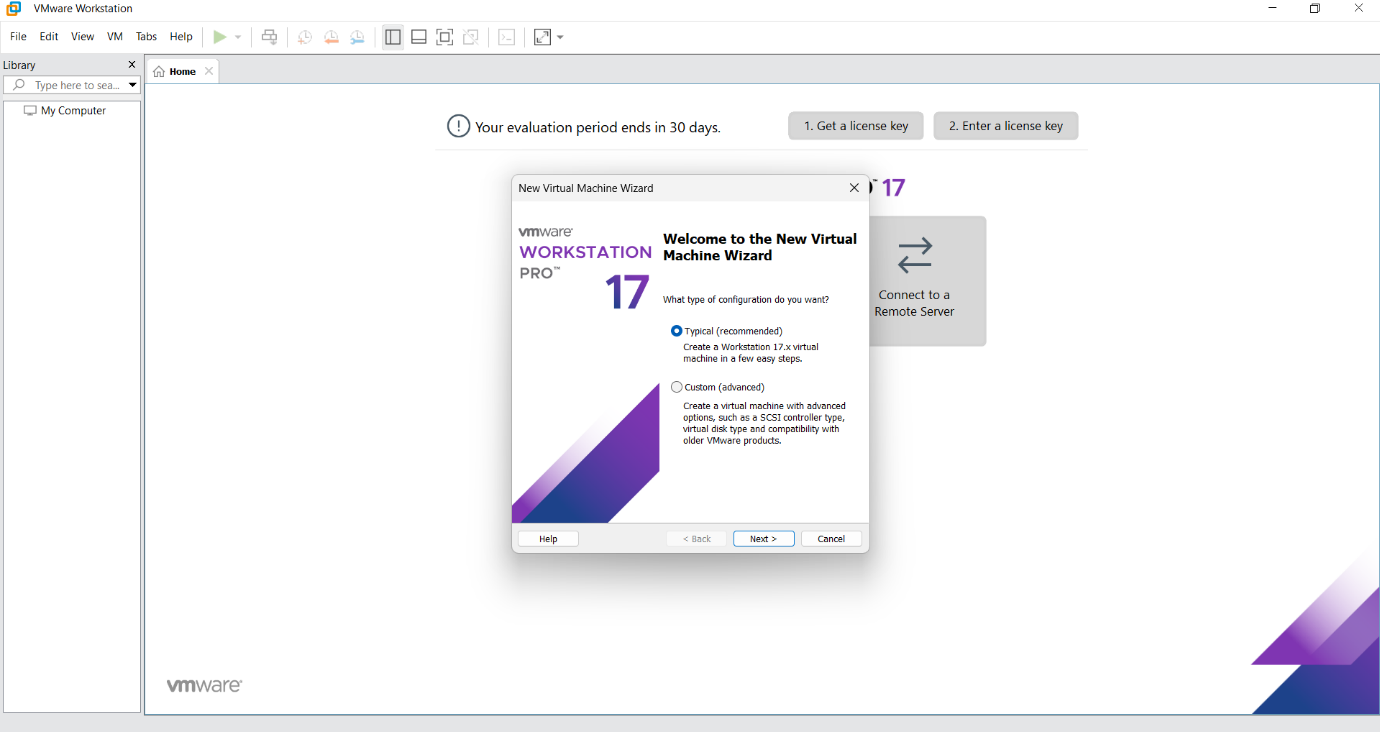 VMware Workstation
File Edit View VM Tabs Help
Library
Type here to sea...
My Computer
Home
Your evaluation period ends in 30 days.
1. Get a license key
2. Enter a license key
™ 17
Connect to a
Remote Server
New Virtual Machine Wizard
vmware®
WORKSTATION
PRO™
17
Welcome to the New Virtual
Machine Wizard
What type of configuration do you want?
Typical (recommended)
Create a Workstation 17.x virtual
machine in a few easy steps.
Custom (advanced)
Create a virtual machine with advanced
options, such as a SCSI controller type,
virtual disk type and compatibility with
older VMware products.
Help < Back Next > Cancel
vmware®